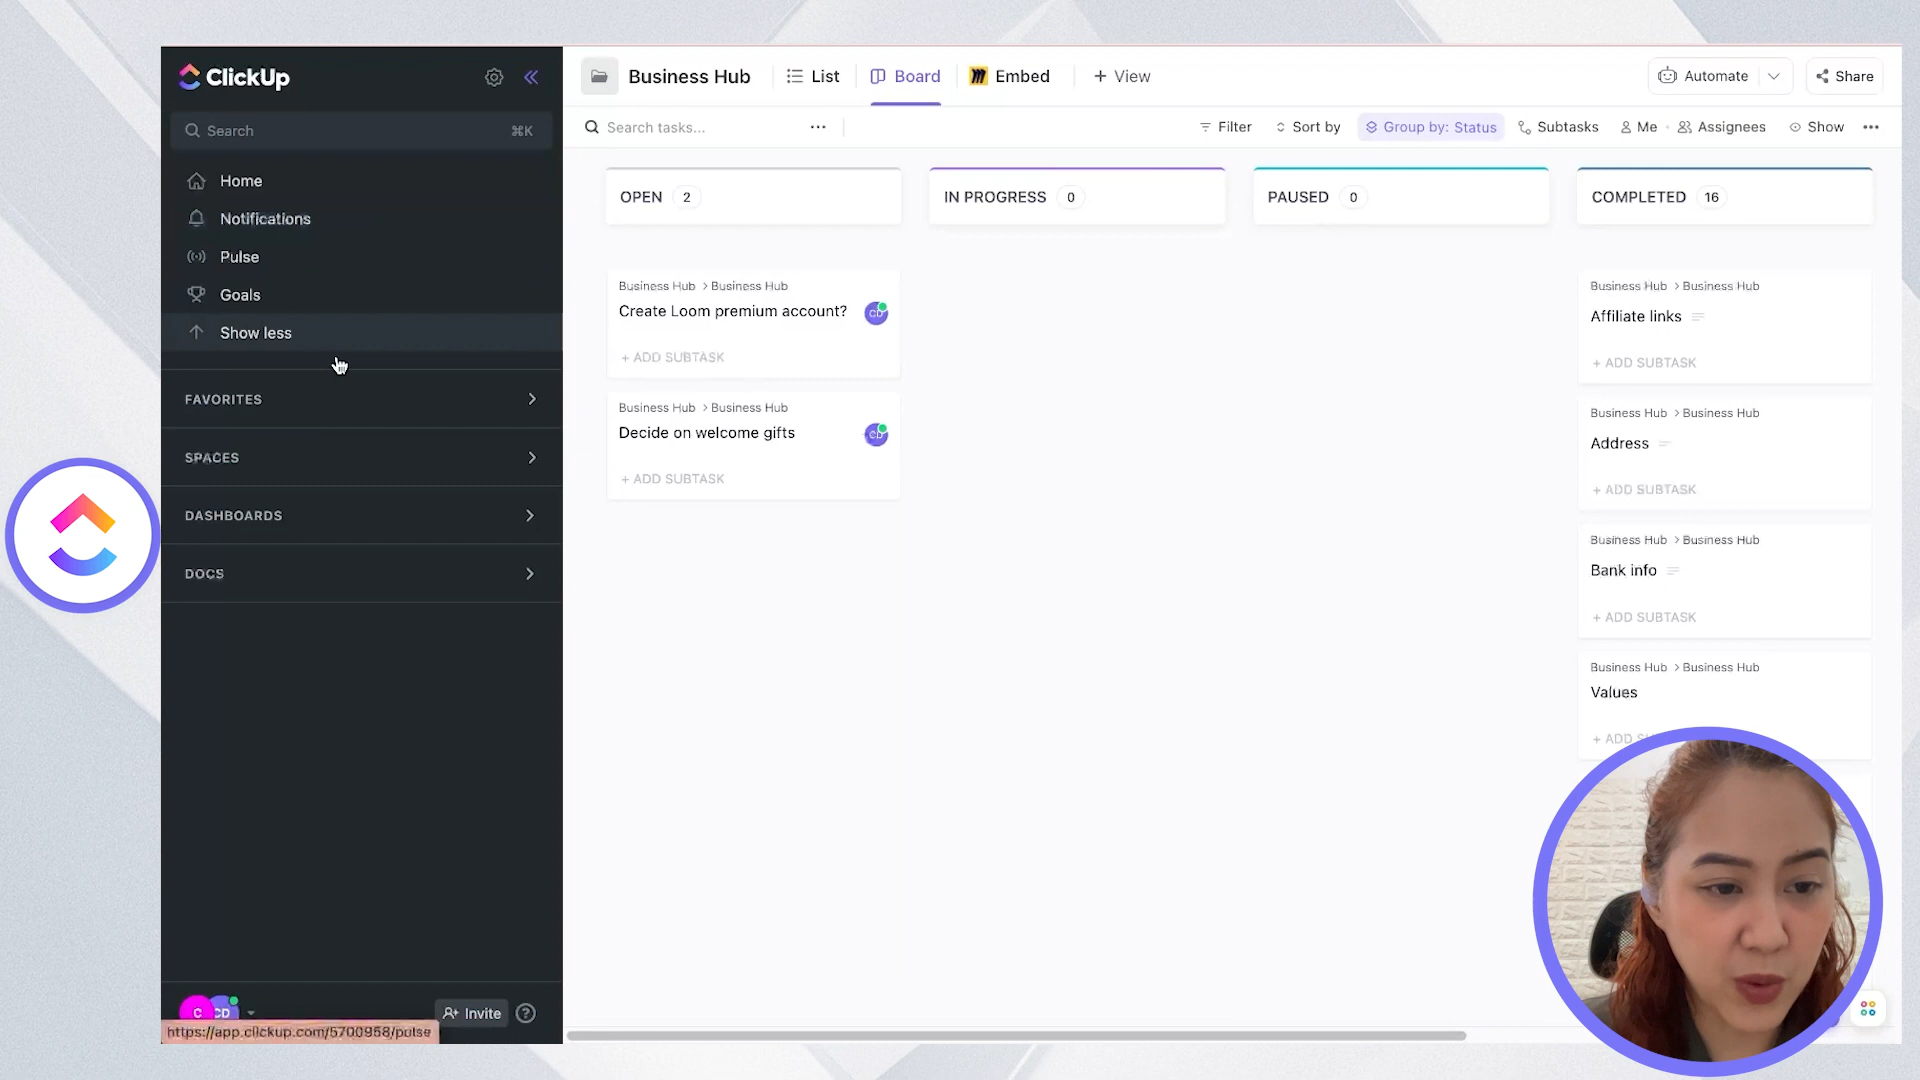 ClickUp
Search ⌘K
Home
Notifications
Pulse
Goals
Show less
FAVORITES
SPACES
DASHBOARDS
DOCS
C CD
Invite
https://app.clickup.com/5700958/pulse
Business Hub List Board Embed + View Automate Share
Search tasks... Filter Sort by Group by: Status Subtasks Me Assignees Show
OPEN 2
Business Hub > Business Hub
Create Loom premium account? CD
+ ADD SUBTASK
Business Hub > Business Hub
Decide on welcome gifts CD
+ ADD SUBTASK
IN PROGRESS 0
PAUSED 0
COMPLETED 16
Business Hub > Business Hub
Affiliate links
+ ADD SUBTASK
Business Hub > Business Hub
Address
+ ADD SUBTASK
Business Hub > Business Hub
Bank info
+ ADD SUBTASK
Business Hub > Business Hub
Values
+ ADD